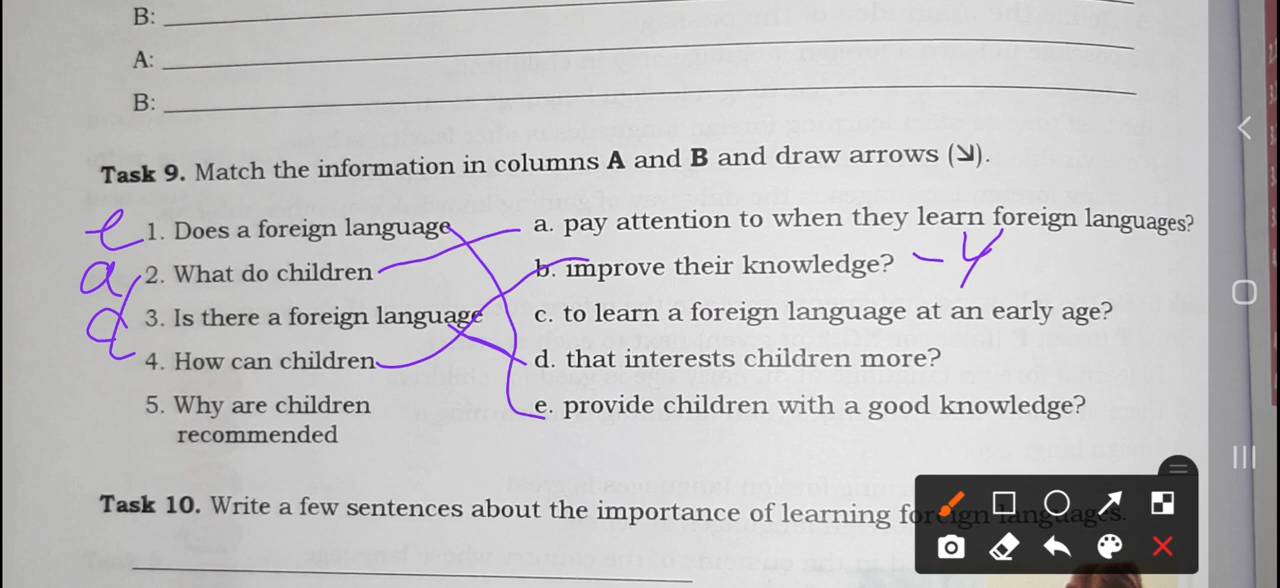 B:
A:
B:
Task 9. Match the information in columns A and B and draw arrows (↘).
e 1. Does a foreign language a. pay attention to when they learn foreign languages?
a 2. What do children b. improve their knowledge? – 4
d 3. Is there a foreign language c. to learn a foreign language at an early age?
4. How can children d. that interests children more?
5. Why are children e. provide children with a good knowledge?
recommended
Task 10. Write a few sentences about the importance of learning foreign languages.